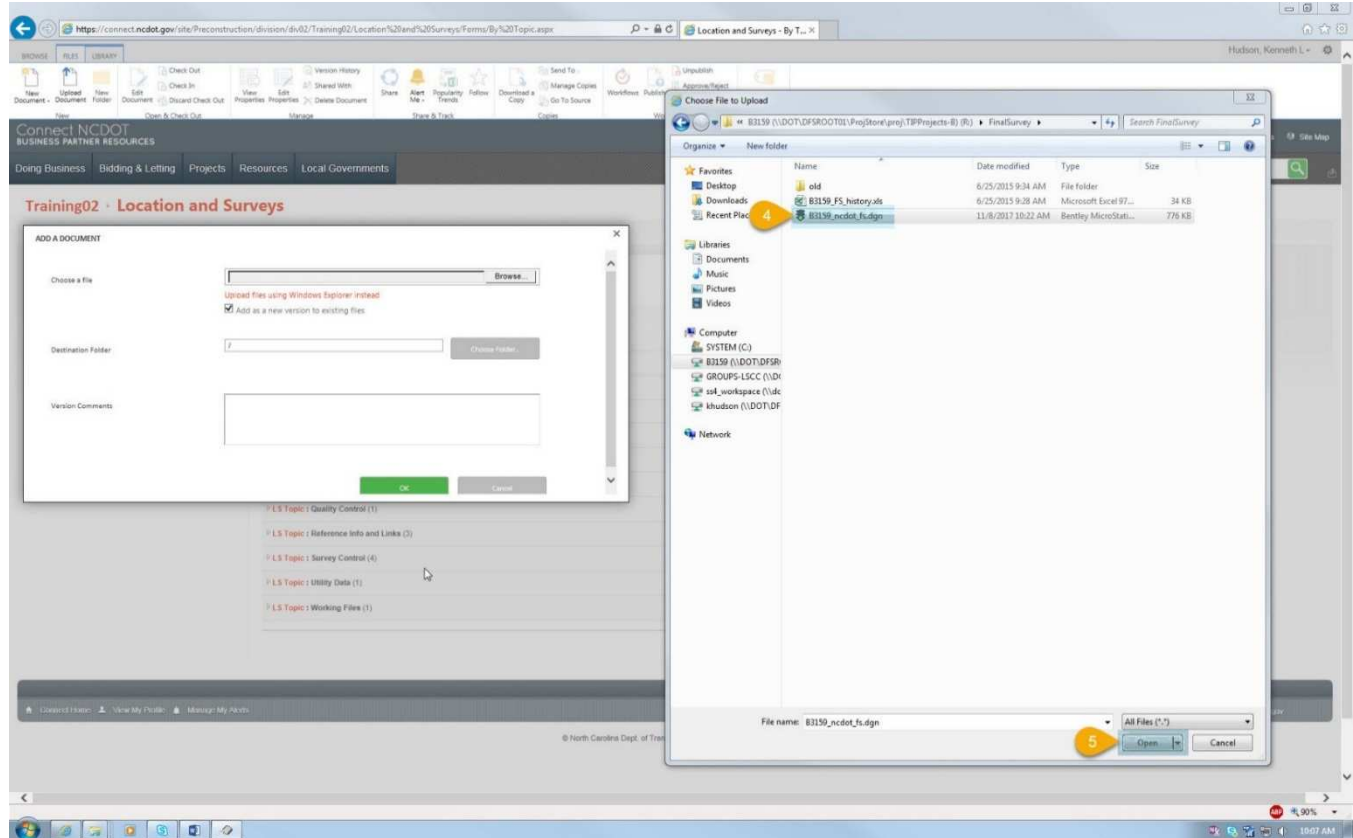 https://connect.ncdot.gov/site/Preconstruction/division/div02/Training02/Location%20and%20Surveys/Forms/By%20Topic.aspx
Location and Surveys - By T...
BROWSE FILES LIBRARY
Hudson, Kenneth L
New Document
Upload Document
New Folder
Edit Document
Check Out
Check In
Discard Check Out
View Properties
Edit Properties
Version History
Shared With
Delete Document
Share
Alert Me
Popularity Trends
Follow
Download a Copy
Send To
Manage Copies
Go To Source
Workflows
Publish
Unpublish
Approve/Reject
New
Open & Check Out
Manage
Share & Track
Copies
Connect NCDOT
BUSINESS PARTNER RESOURCES
Site Map
Doing Business Bidding & Letting Projects Resources Local Governments
Training02 · Location and Surveys
ADD A DOCUMENT
Choose a file
Browse...
Upload files using Windows Explorer instead
Add as a new version to existing files
Destination Folder
/
Choose Folder...
Version Comments
OK
Cancel
LS Topic : Quality Control (1)
LS Topic : Reference Info and Links (3)
LS Topic : Survey Control (4)
LS Topic : Utility Data (1)
LS Topic : Working Files (1)
Connect Home View My Profile Manage My Alerts
© North Carolina Dept. of Tran
Choose File to Upload
« B3159 (\\DOT\DFSROOT01\ProjStore\proj\TIPProjects-B) (R:) FinalSurvey
Search FinalSurvey
Organize New folder
Name Date modified Type Size
old 6/25/2015 9:34 AM File folder
B3159_FS_history.xls 6/25/2015 9:28 AM Microsoft Excel 97... 34 KB
4 B3159_ncdot_fs.dgn 11/8/2017 10:22 AM Bentley MicroStati... 776 KB
Favorites
Desktop
Downloads
Recent Plac
Libraries
Documents
Music
Pictures
Videos
Computer
SYSTEM (C:)
B3159 (\\DOT\DFSR
GROUPS-LSCC (\\D
ss4_workspace (\\dc
khudson (\\DOT\DF
Network
File name: B3159_ncdot_fs.dgn
All Files (*.*)
5 Open Cancel
ABP 90%
10:07 AM